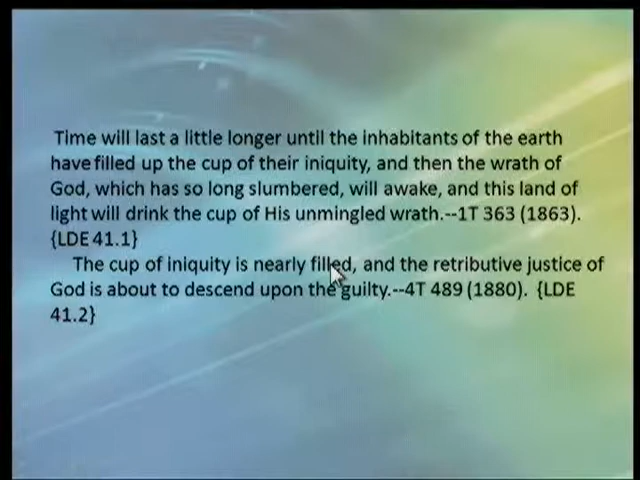 Time will last a little longer until the inhabitants of the earth
have filled up the cup of their iniquity, and then the wrath of
God, which has so long slumbered, will awake, and this land of
light will drink the cup of His unmingled wrath.--1T 363 (1863).
{LDE 41.1}
The cup of iniquity is nearly filled, and the retributive justice of
God is about to descend upon the guilty.--4T 489 (1880). {LDE
41.2}